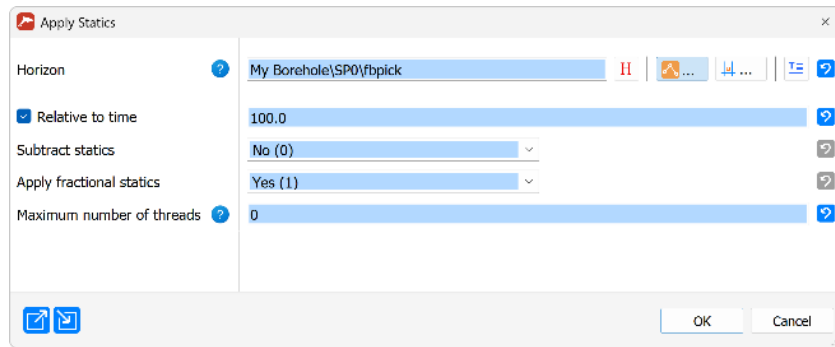 Apply Statics
Horizon My Borehole\SP0\fbpick H ... ...
Relative to time 100.0
Subtract statics No (0)
Apply fractional statics Yes (1)
Maximum number of threads ? 0
OK Cancel